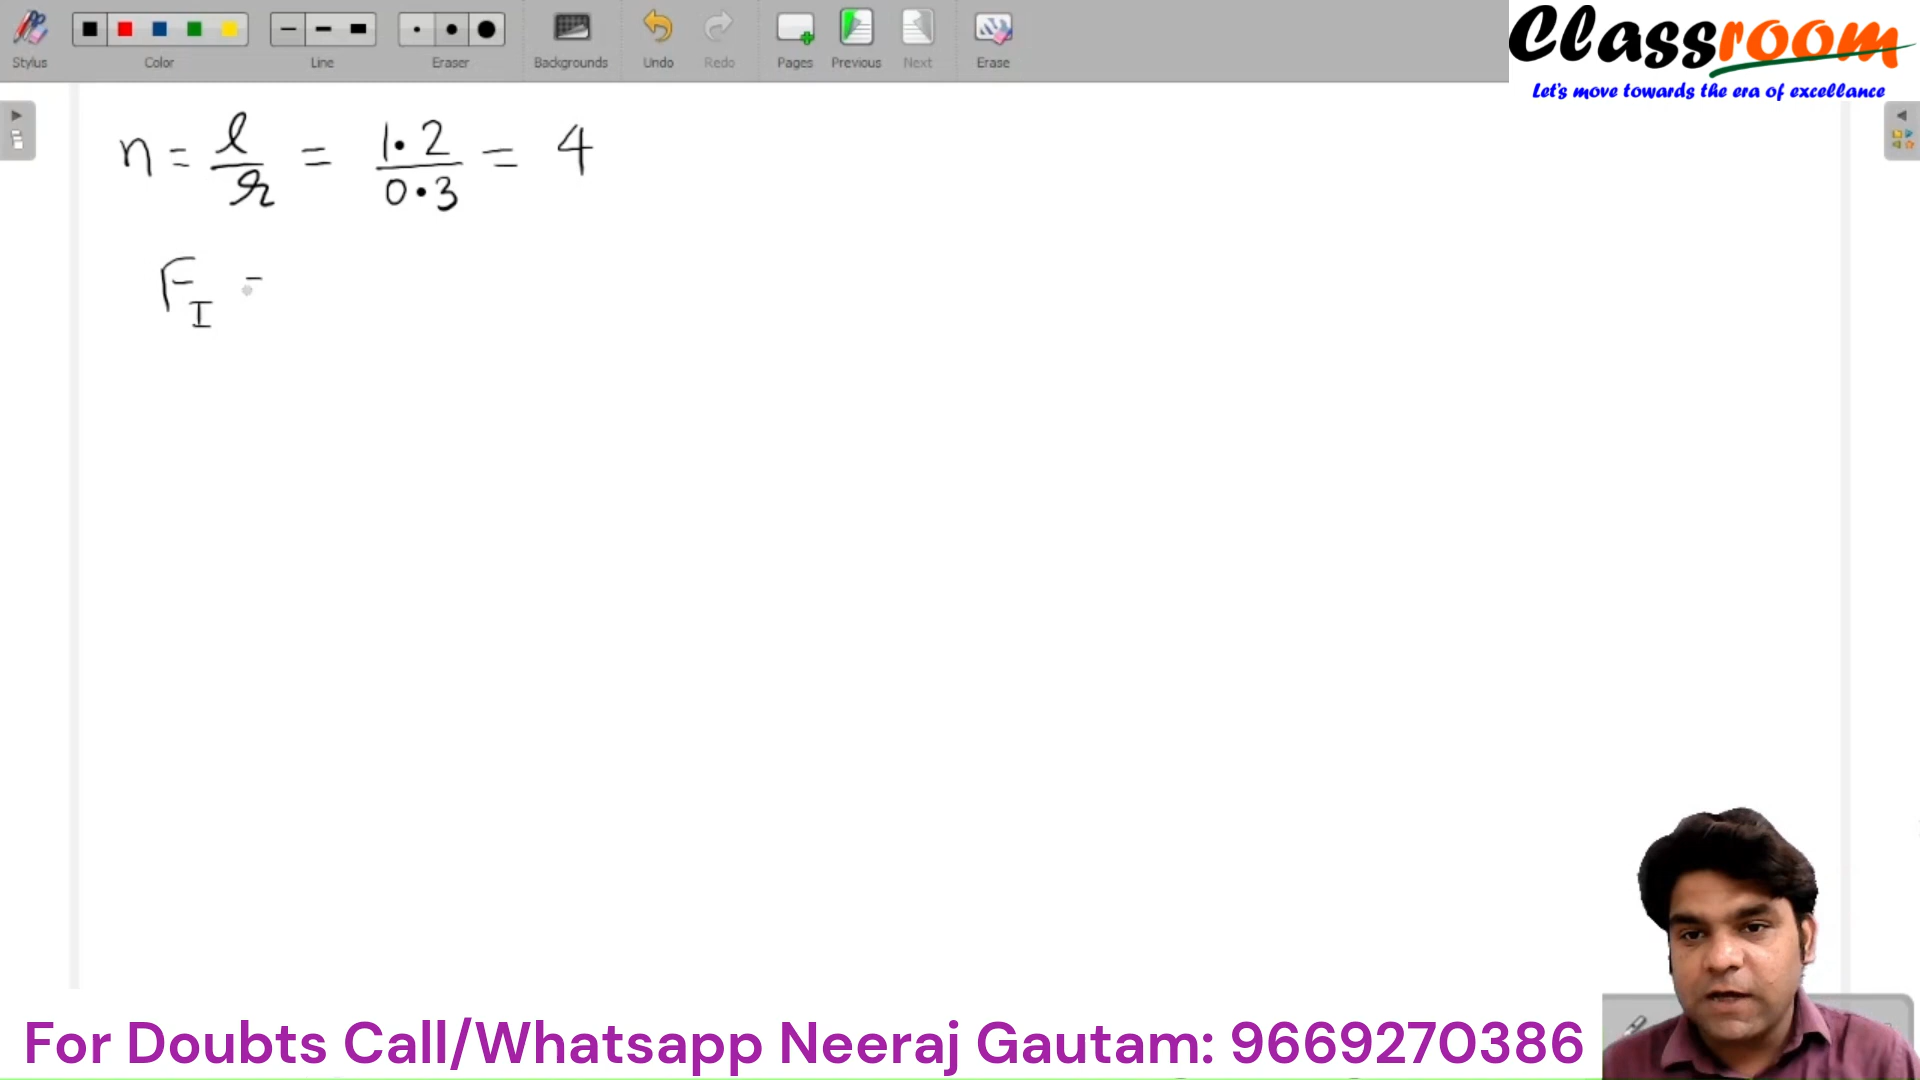 Classroom
Let's move towards the era of excellance
Stylus Color Line Eraser Backgrounds Undo Redo Pages Previous Next Erase
n = l/r = 1.2/0.3 = 4
F_I =
For Doubts Call/Whatsapp Neeraj Gautam: 9669270386